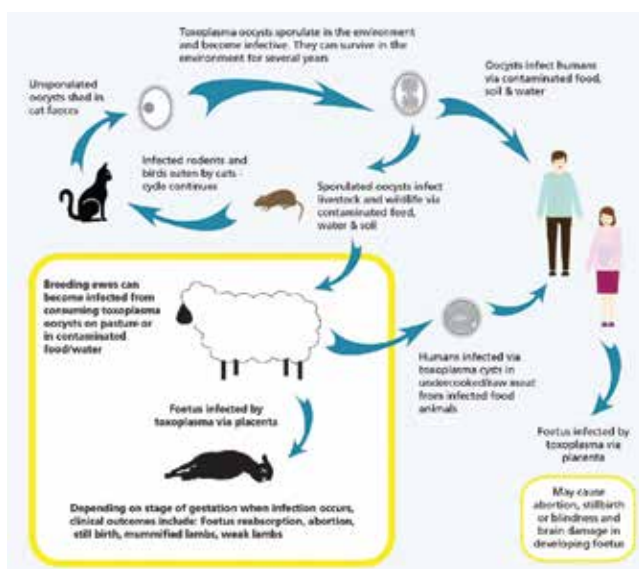 Toxoplasma oocysts sporulate in the environment
and become infective. They can survive in the
environment for several years
Oocysts infect humans
via contaminated food,
soil & water
Unsporulated
oocysts shed in
cat faeces
Infected rodents and
birds eaten by cats -
cycle continues
Sporulated oocysts infect
livestock and wildlife via
contaminated feed,
water & soil
Breeding ewes can
become infected from
consuming toxoplasma
oocysts on pasture or
in contaminated
food/water
Humans infected via
toxoplasma cysts in
undercooked/raw meat
from infected food
animals
Foetus infected by
toxoplasma via placenta
Foetus infected by
toxoplasma via
placenta
Depending on stage of gestation when infection occurs,
clinical outcomes include: Foetus reabsorption, abortion,
still birth, mummified lambs, weak lambs
May cause
abortion, stillbirth
or blindness and
brain damage in
developing foetus